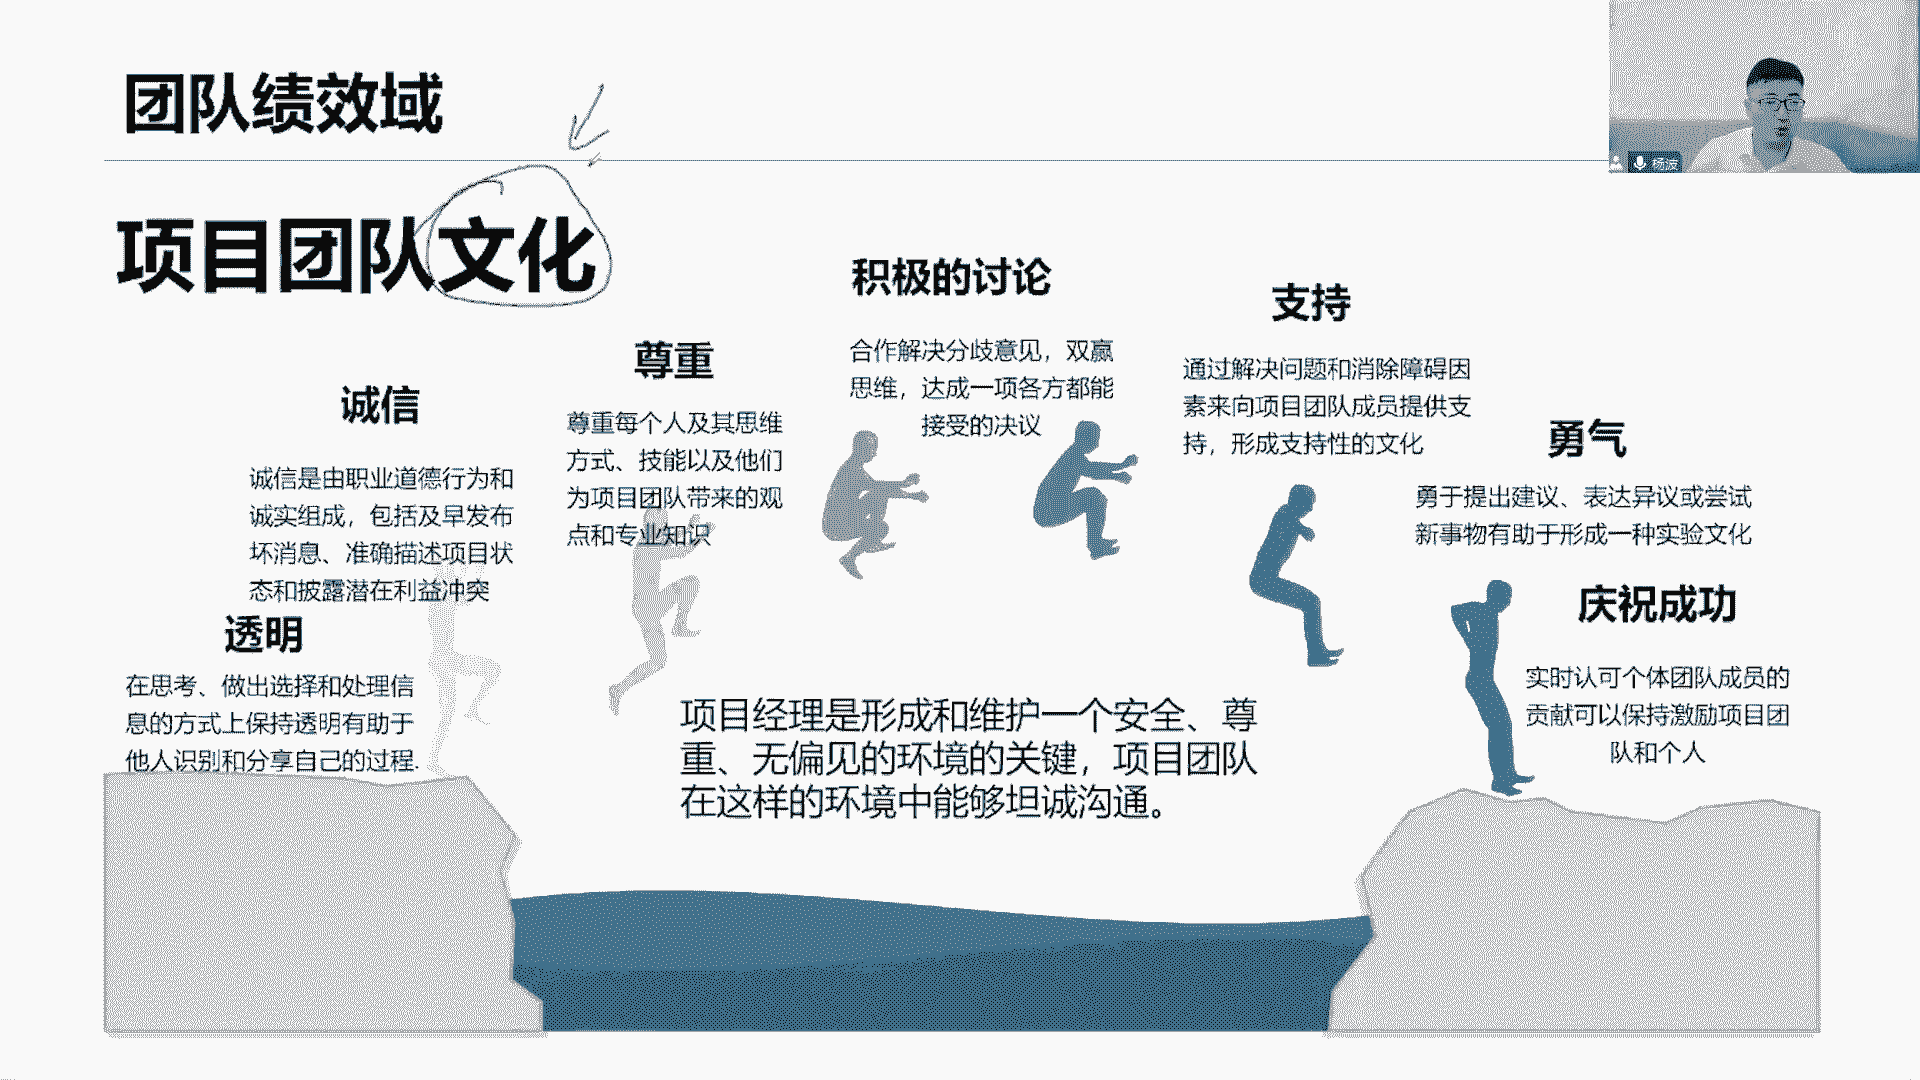 团队绩效域
杨波
项目团队文化
积极的讨论
合作解决分歧意见，双赢
思维，达成一项各方都能
接受的决议
支持
通过解决问题和消除障碍因
素来向项目团队成员提供支
持，形成支持性的文化
尊重
尊重每个人及其思维
方式、技能以及他们
为项目团队带来的观
点和专业知识
诚信
诚信是由职业道德行为和
诚实组成，包括及早发布
坏消息、准确描述项目状
态和披露潜在利益冲突
勇气
勇于提出建议、表达异议或尝试
新事物有助于形成一种实验文化
透明
在思考、做出选择和处理信
息的方式上保持透明有助于
他人识别和分享自己的过程.
庆祝成功
实时认可个体团队成员的
贡献可以保持激励项目团
队和个人
项目经理是形成和维护一个安全、尊
重、无偏见的环境的关键，项目团队
在这样的环境中能够坦诚沟通。